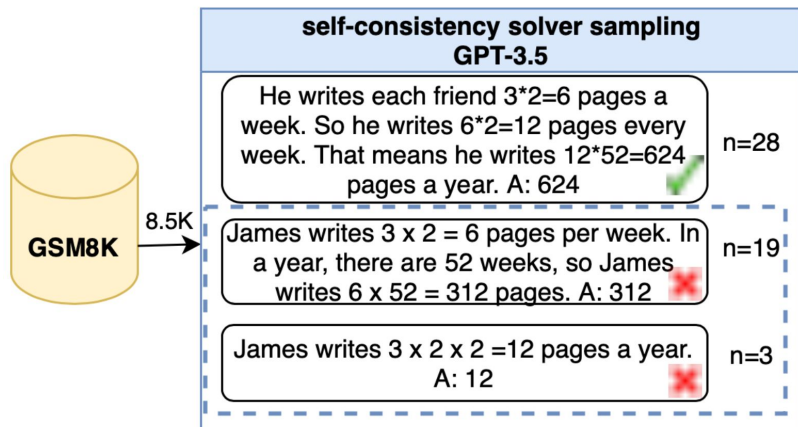 self-consistency solver sampling
GPT-3.5
He writes each friend 3*2=6 pages a
week. So he writes 6*2=12 pages every
week. That means he writes 12*52=624
pages a year. A: 624
n=28
8.5K
GSM8K
James writes 3 x 2 = 6 pages per week. In
a year, there are 52 weeks, so James
writes 6 x 52 = 312 pages. A: 312
n=19
James writes 3 x 2 x 2 =12 pages a year.
A: 12
n=3